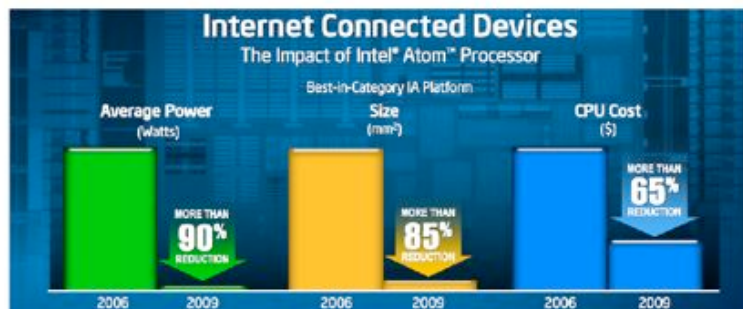 Internet Connected Devices
The Impact of Intel® Atom™ Processor
Best-in-Category IA Platform
Average Power
(Watts)
Size
(mm²)
CPU Cost
($)
MORE THAN
90%
REDUCTION
MORE THAN
85%
REDUCTION
MORE THAN
65%
REDUCTION
2006 2009 2006 2009 2006 2009